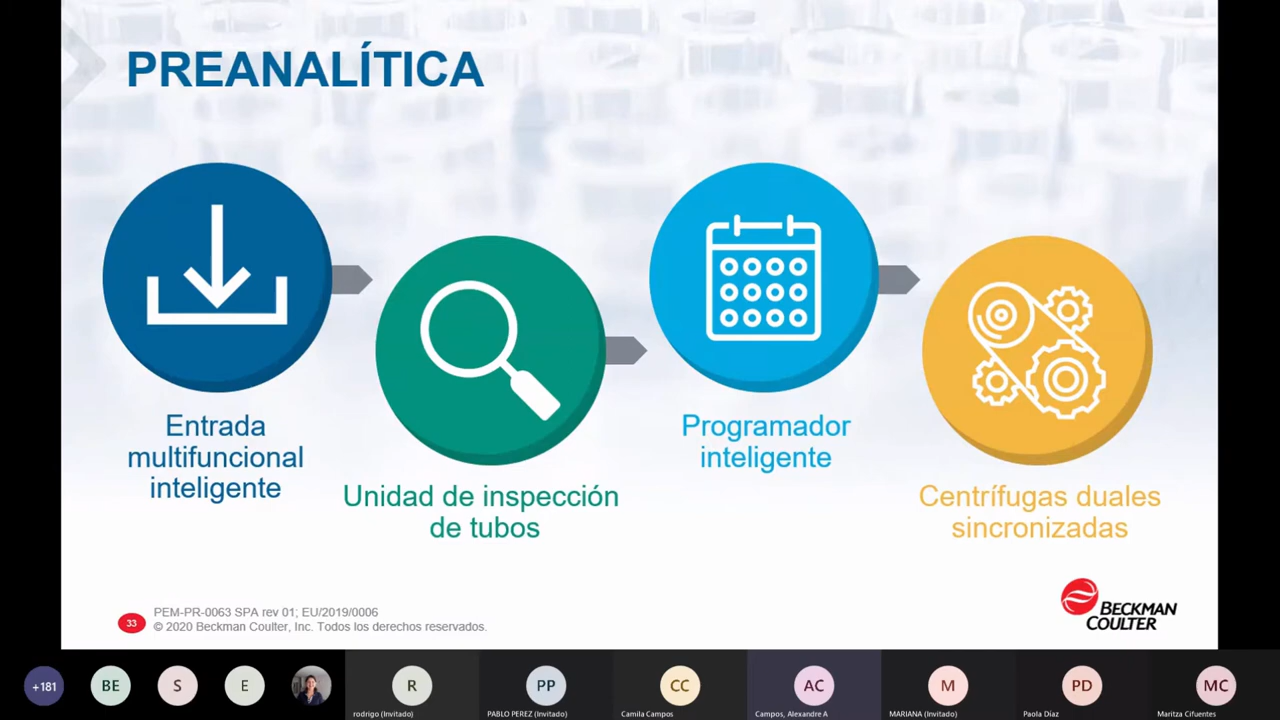 PREANALÍTICA
Entrada
multifuncional
inteligente
Unidad de inspección
de tubos
Programador
inteligente
Centrífugas duales
sincronizadas
33
PEM-PR-0063 SPA rev 01; EU/2019/0006
© 2020 Beckman Coulter, Inc. Todos los derechos reservados.
BECKMAN
COULTER
+181
BE
S
E
R
rodrigo (Invitado)
PP
PABLO PEREZ (Invitado)
CC
Camila Campos
AC
Campos, Alexandre A
M
MARIANA (Invitado)
PD
Paola Díaz
MC
Maritza Cifuentes